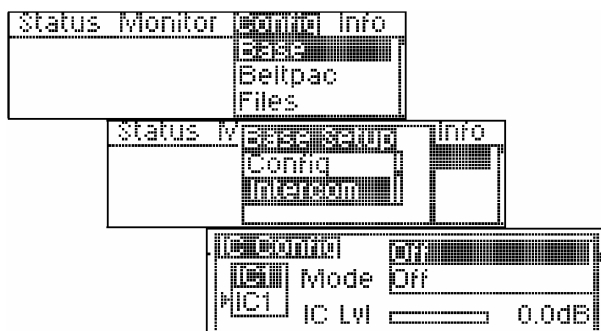 Status Monitor Config Info
Base
Beltpac
Files
Status M Base Setup Info
Config
Intercom
IC Config Off
IC1 Mode Off
IC1
IC Lvl 0.0dB